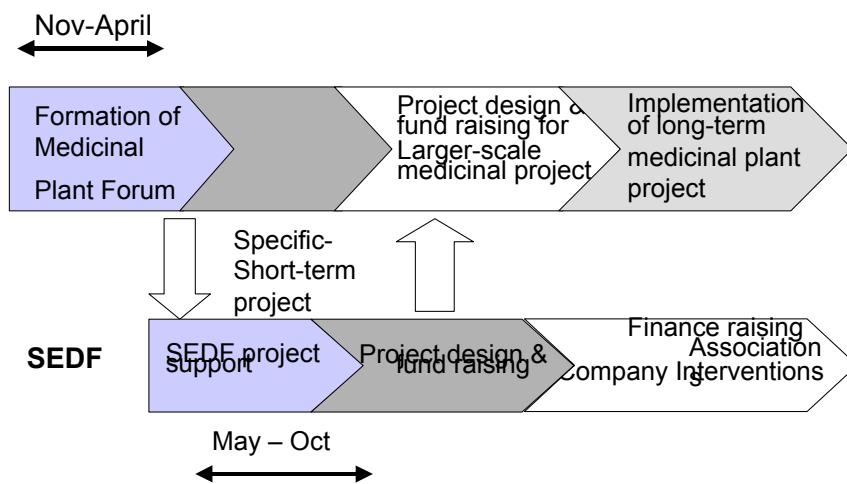 Nov-April
Formation of
Medicinal
Plant Forum
Project design &
fund raising for
Larger-scale
medicinal project
Implementation
of long-term
medicinal plant
project
Specific-
Short-term
project
SEDF
SEDF project
support
Project design &
fund raising
Finance raising
Association
s
Company Interventions
May – Oct